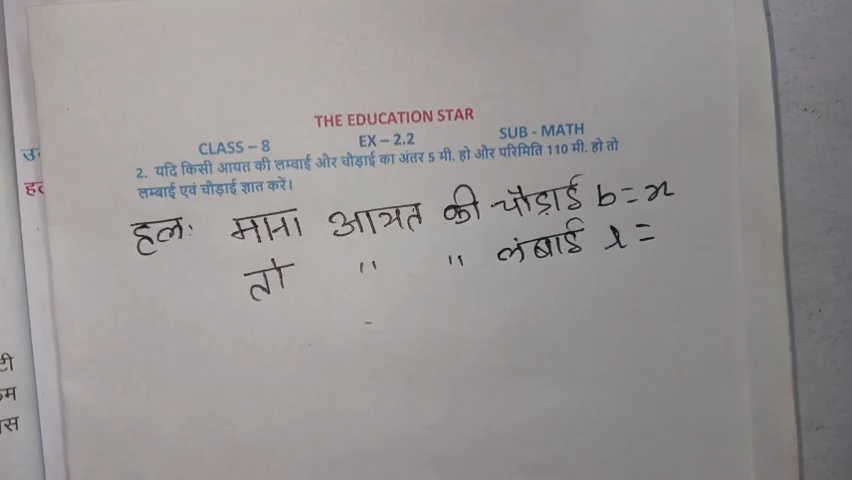 THE EDUCATION STAR
CLASS – 8 EX – 2.2 SUB - MATH
2. यदि किसी आयत की लम्बाई और चौड़ाई का अंतर 5 मी. हो और परिमिति 110 मी. हो तो
लम्बाई एवं चौड़ाई ज्ञात करें।
हल: माना आयत की चौड़ाई b = x
तो " " लंबाई l =
टी